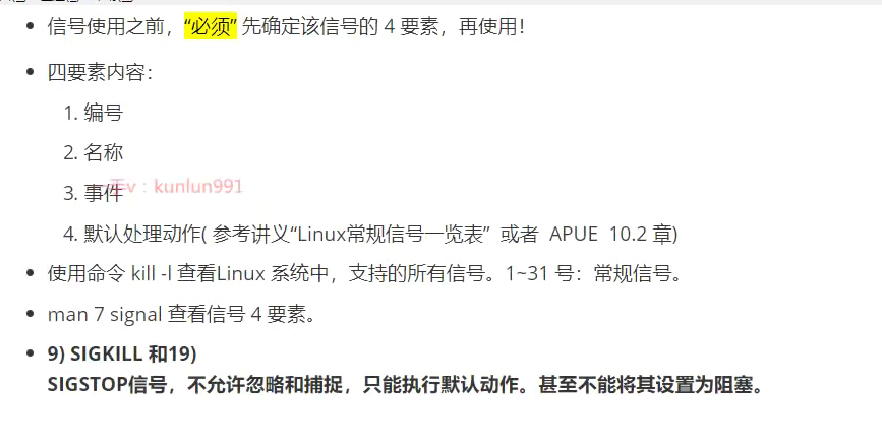 信号使用之前，“必须” 先确定该信号的 4 要素，再使用！
四要素内容：
1. 编号
2. 名称
3. 事件
v：kunlun991
4. 默认处理动作( 参考讲义“Linux常规信号一览表” 或者 APUE 10.2 章)
使用命令 kill -l 查看Linux 系统中，支持的所有信号。1~31 号：常规信号。
man 7 signal 查看信号 4 要素。
9) SIGKILL 和19)
SIGSTOP信号，不允许忽略和捕捉，只能执行默认动作。甚至不能将其设置为阻塞。